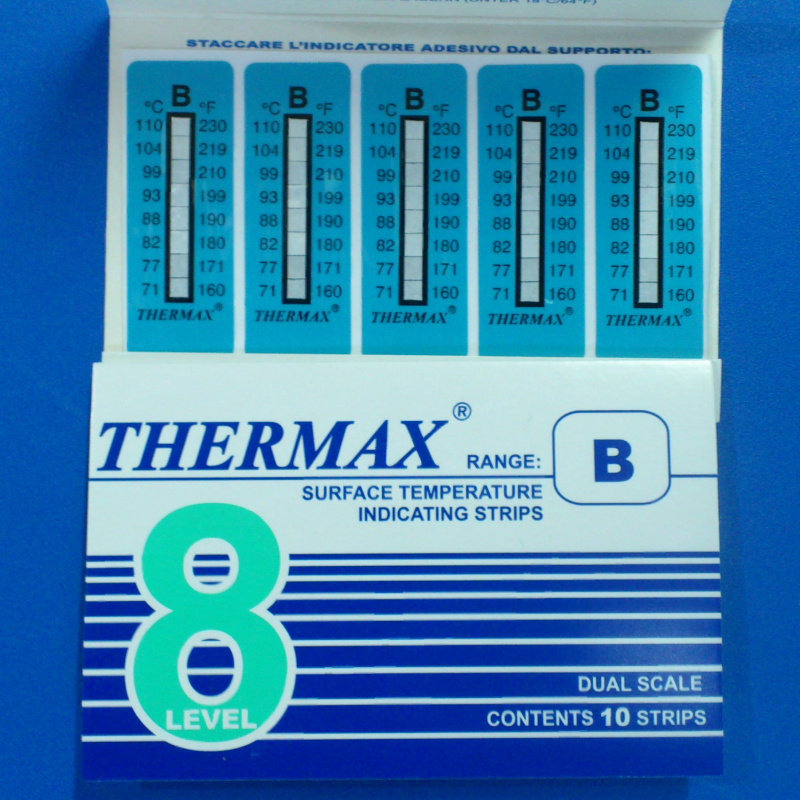 STACCARE L'INDICATORE ADESIVO DAL SUPPORTO:
B B B B B
°C °F °C °F °C °F °C °F °C °F
110 230 110 230 110 230 110 230 110 230
104 219 104 219 104 219 104 219 104 219
99 210 99 210 99 210 99 210 99 210
93 199 93 199 93 199 93 199 93 199
88 190 88 190 88 190 88 190 88 190
82 180 82 180 82 180 82 180 82 180
77 171 77 171 77 171 77 171 77 171
71 160 71 160 71 160 71 160 71 160
THERMAX® THERMAX® THERMAX® THERMAX® THERMAX®
THERMAX®
RANGE: B
SURFACE TEMPERATURE
INDICATING STRIPS
8
LEVEL
DUAL SCALE
CONTENTS 10 STRIPS